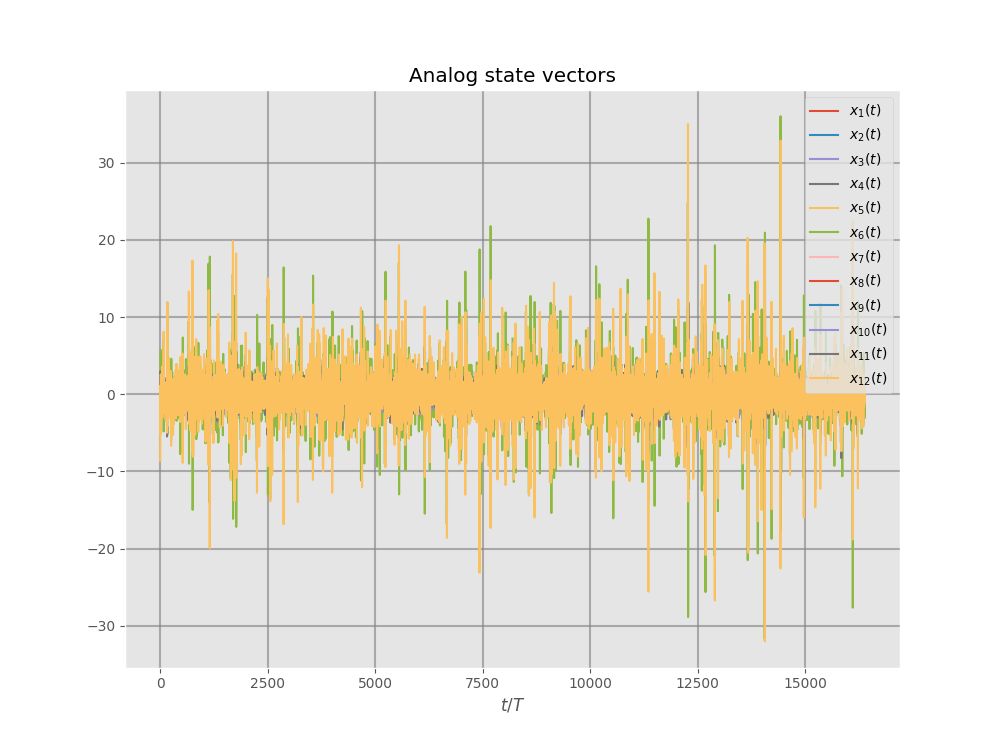 Analog state vectors
x₁(t)
x₂(t)
x₃(t)
x₄(t)
x₅(t)
x₆(t)
x₇(t)
x₈(t)
x₉(t)
x₁₀(t)
x₁₁(t)
x₁₂(t)
30
20
10
0
−10
−20
−30
0 2500 5000 7500 10000 12500 15000
t/T